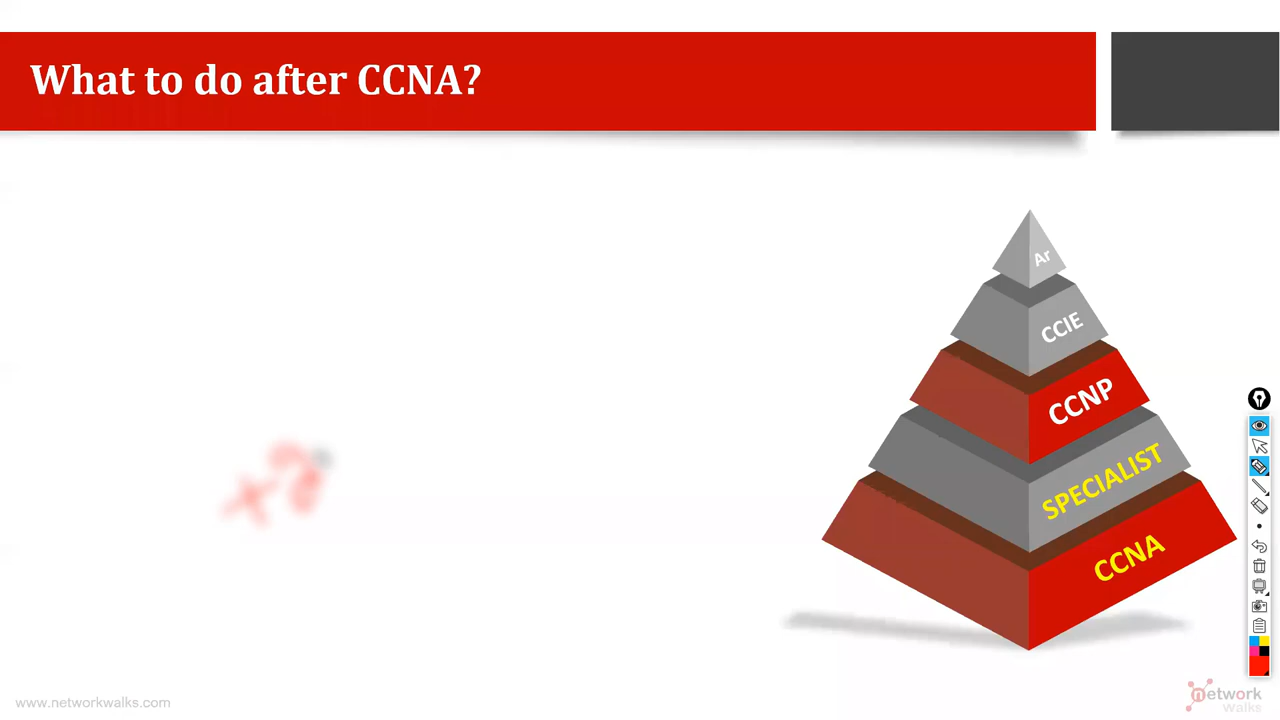 What to do after CCNA?
Ar
CCIE
CCNP
SPECIALIST
CCNA
www.networkwalks.com
network
Walks